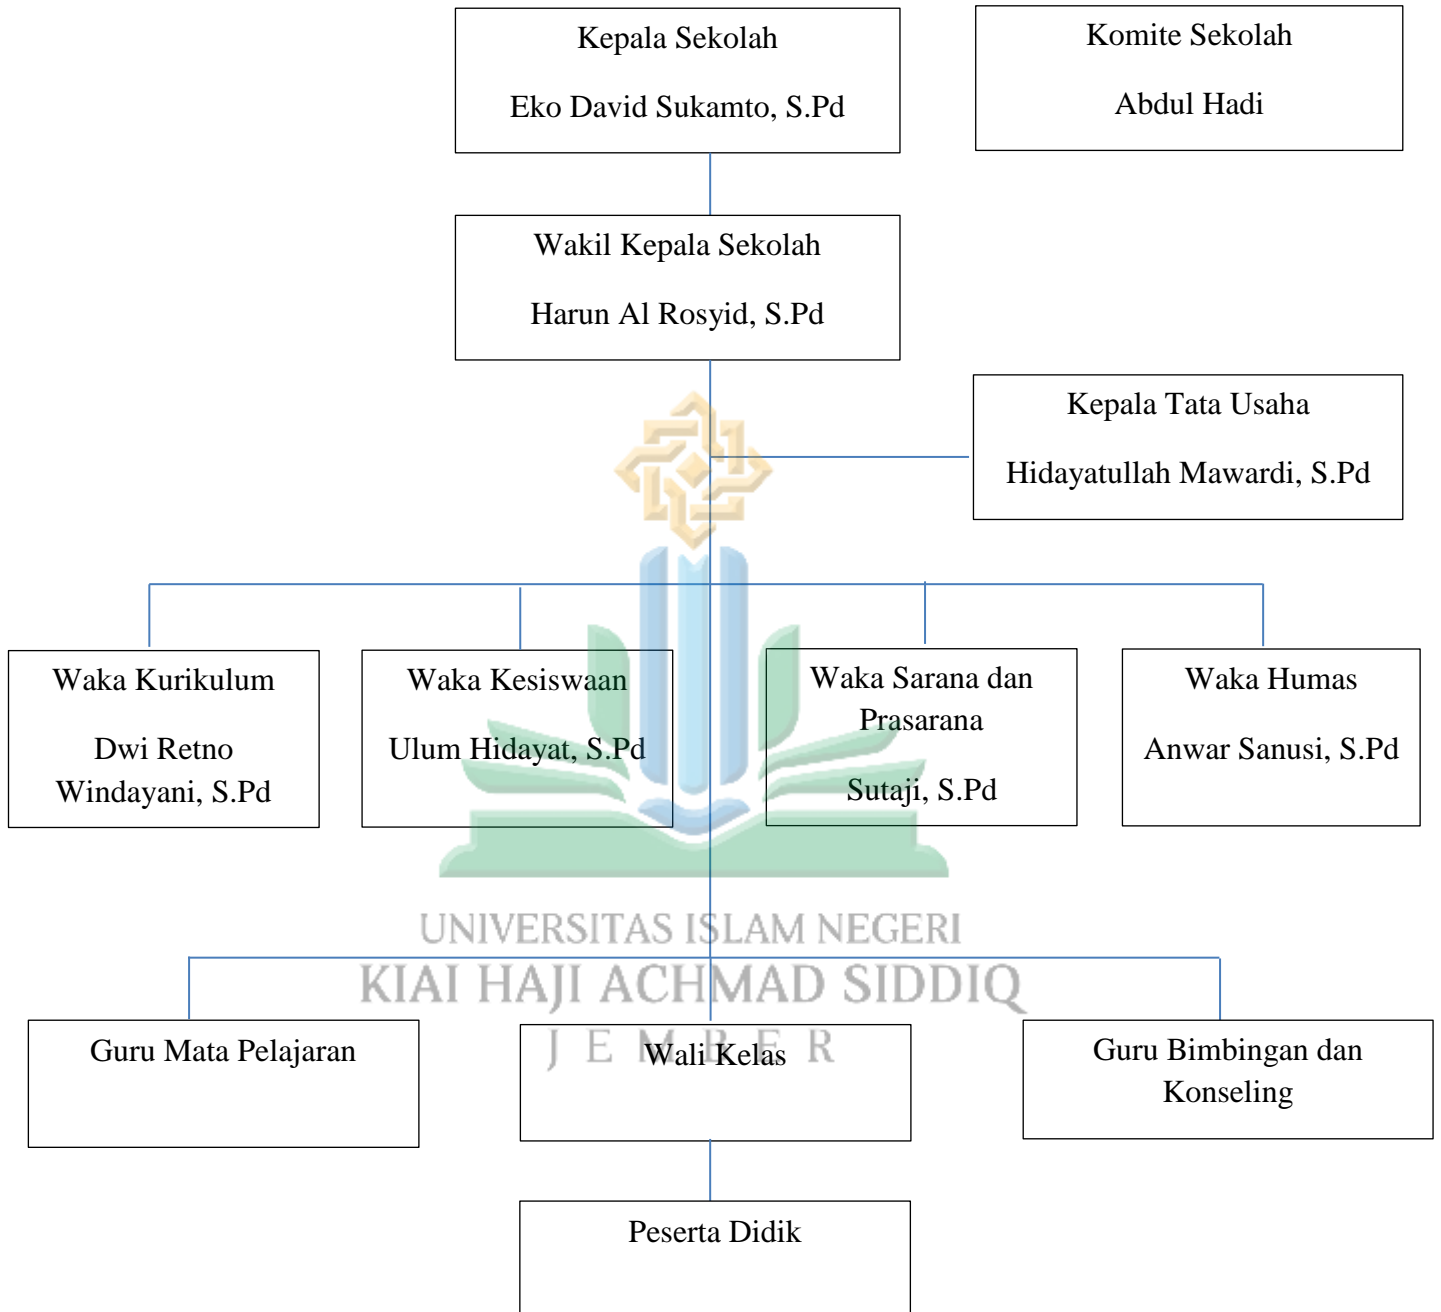 Kepala Sekolah
Eko David Sukamto, S.Pd
Komite Sekolah
Abdul Hadi
Wakil Kepala Sekolah
Harun Al Rosyid, S.Pd
Kepala Tata Usaha
Hidayatullah Mawardi, S.Pd
Waka Kurikulum
Dwi Retno
Windayani, S.Pd
Waka Kesiswaan
Ulum Hidayat, S.Pd
Waka Sarana dan
Prasarana
Sutaji, S.Pd
Waka Humas
Anwar Sanusi, S.Pd
UNIVERSITAS ISLAM NEGERI
KIAI HAJI ACHMAD SIDDIQ
JEMBER
Guru Mata Pelajaran
Wali Kelas
Guru Bimbingan dan
Konseling
Peserta Didik